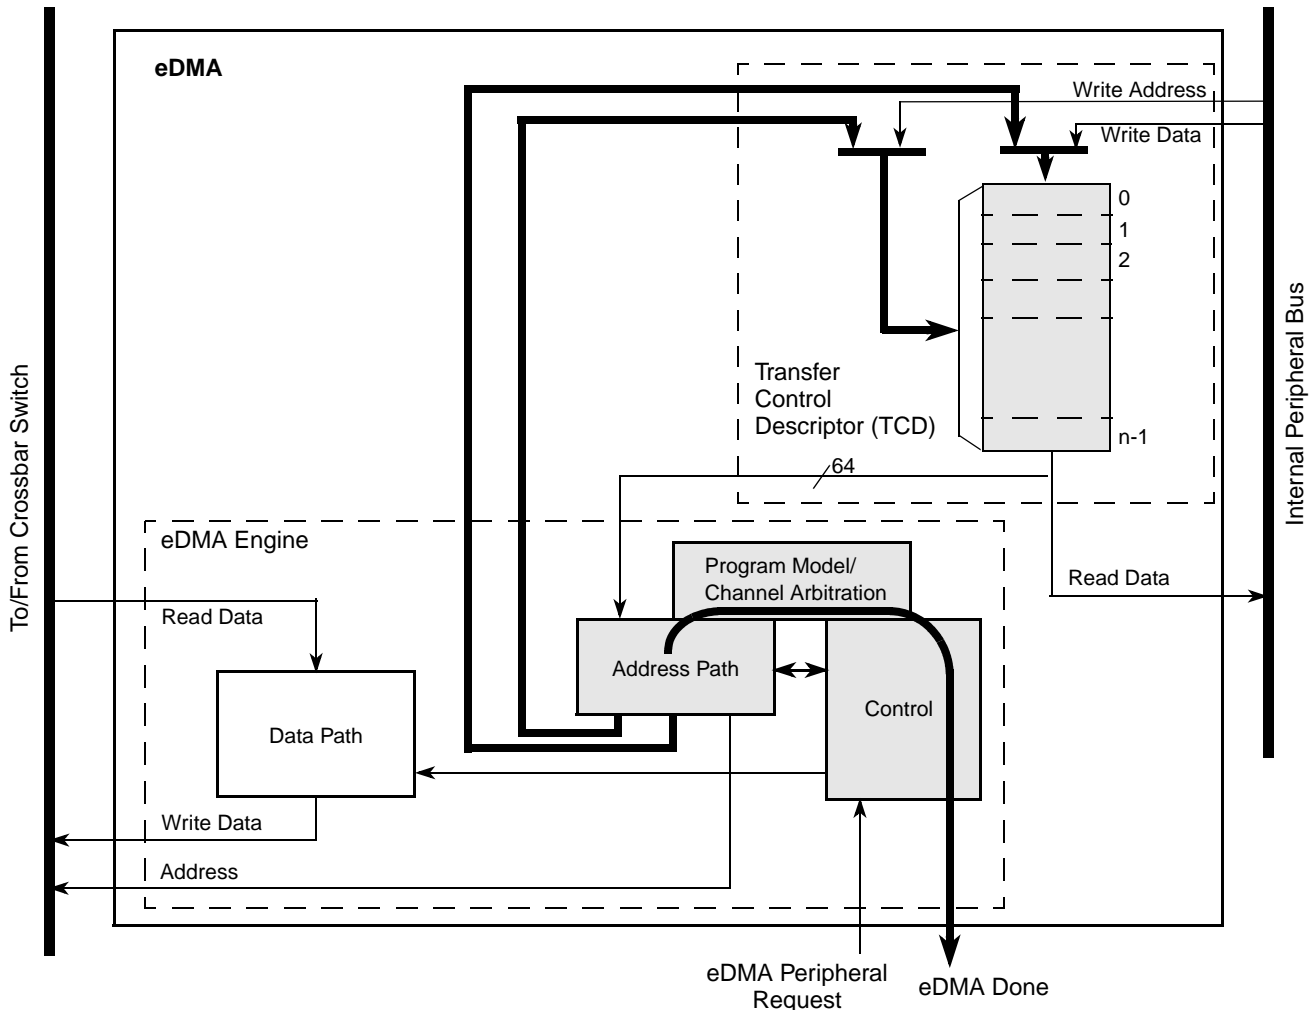 eDMA
Write Address
Write Data
0
1
2
n-1
Transfer
Control
Descriptor (TCD)
64
To/From Crossbar Switch
Internal Peripheral Bus
eDMA Engine
Program Model/
Channel Arbitration
Read Data
Read Data
Address Path
Control
Data Path
Write Data
Address
eDMA Peripheral
Request
eDMA Done